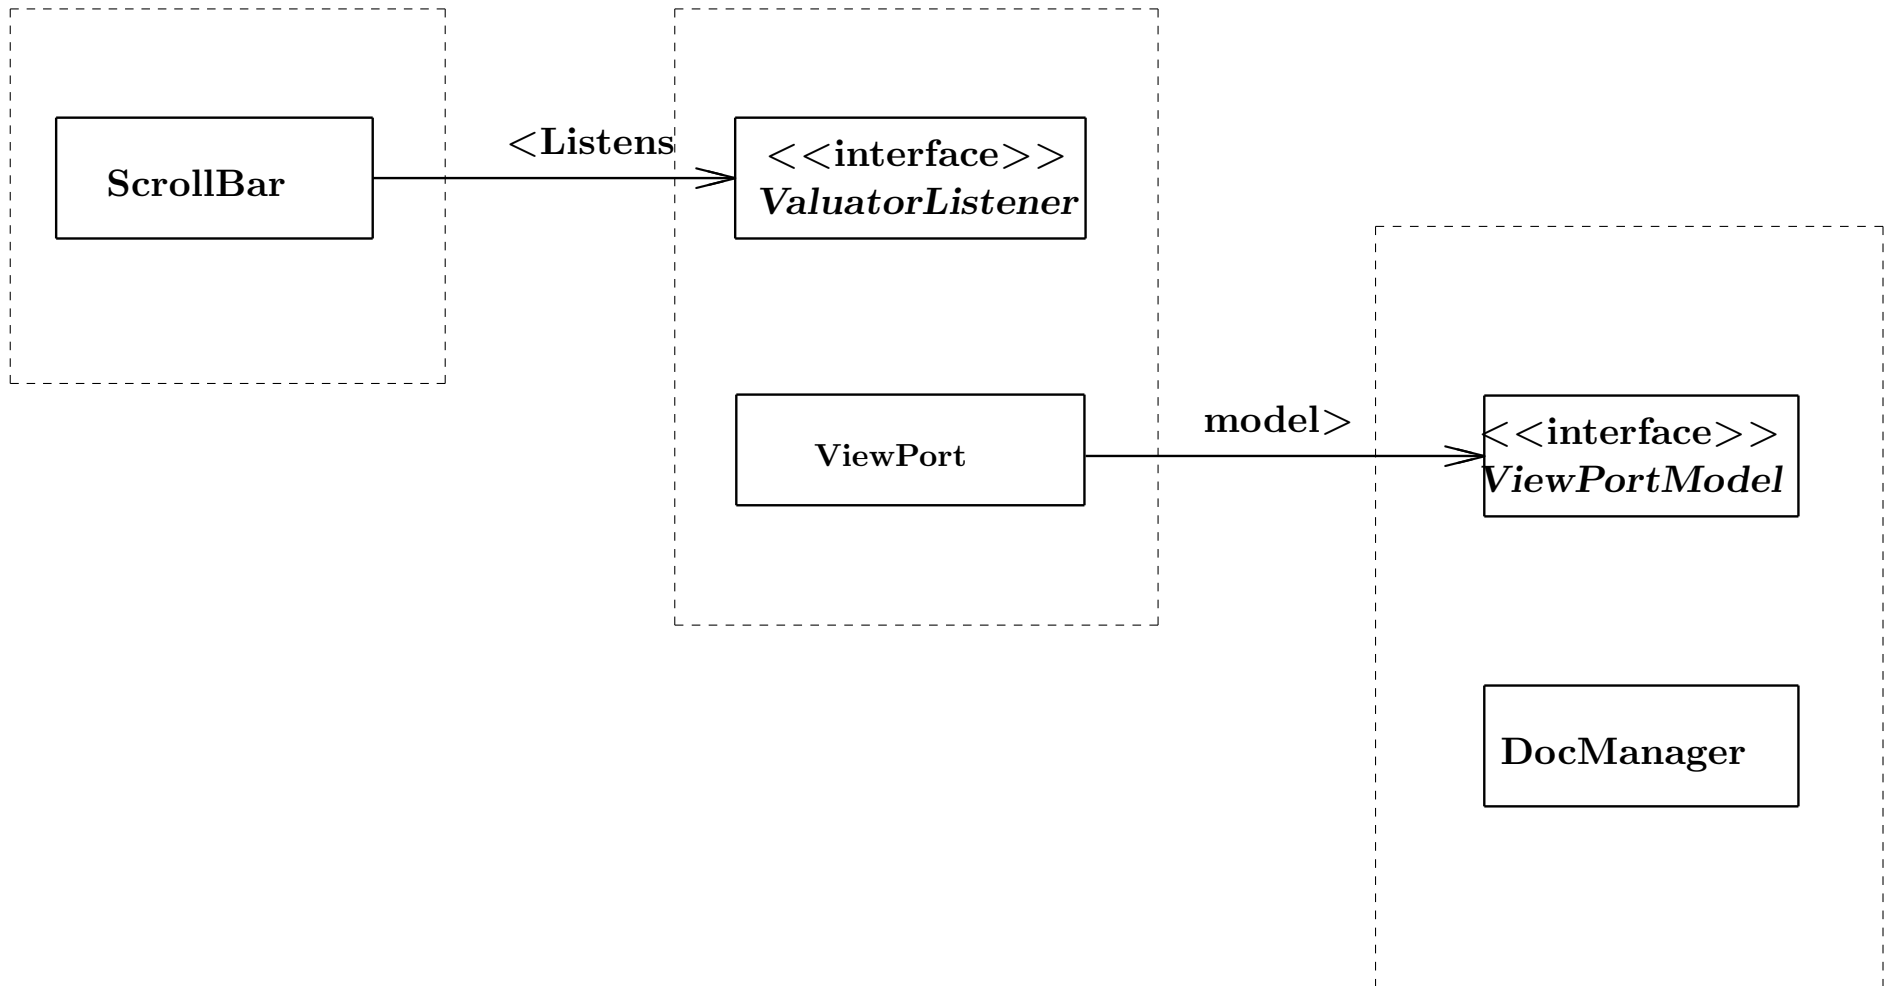 <Listens
ScrollBar
<<interface>>
ValuatorListener
ViewPort
model>
<<interface>>
ViewPortModel
DocManager